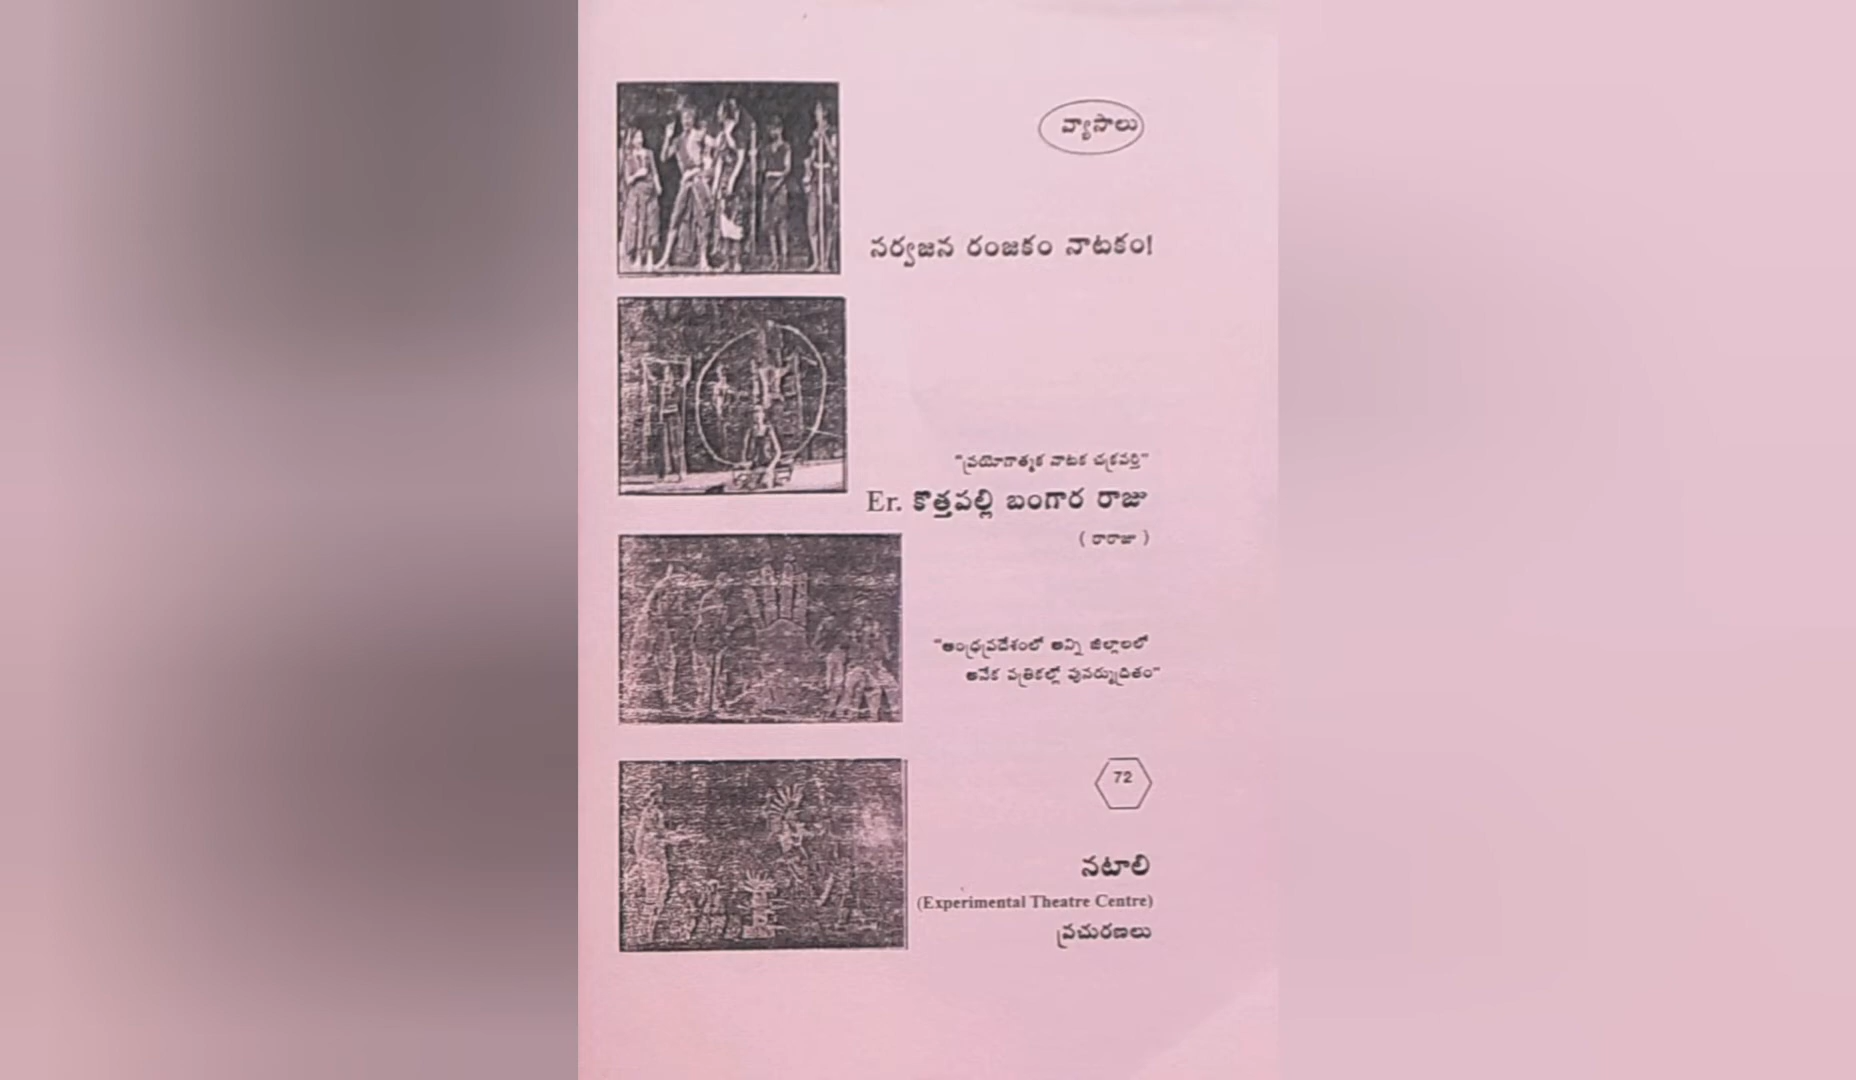 వ్యాసాలు
సర్వజన రంజకం నాటకం!
"ప్రయోగాత్మక నాటక చక్రవర్తి"
Er. కొత్తపల్లి బంగార రాజు
( రారాజు )
"ఆంధ్రప్రదేశంలో అన్ని జిల్లాలలో
అనేక పత్రికల్లో పునర్ముద్రితం"
72
నటాలి
(Experimental Theatre Centre)
ప్రచురణలు